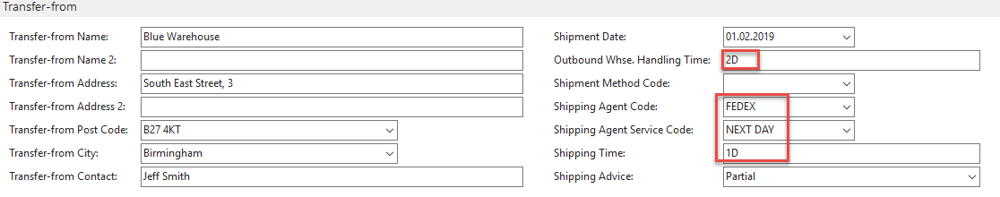 Transfer-from
Transfer-from Name: Blue Warehouse
Transfer-from Name 2:
Transfer-from Address: South East Street, 3
Transfer-from Address 2:
Transfer-from Post Code: B27 4KT
Transfer-from City: Birmingham
Transfer-from Contact: Jeff Smith
Shipment Date: 01.02.2019
Outbound Whse. Handling Time: 2D
Shipment Method Code:
Shipping Agent Code: FEDEX
Shipping Agent Service Code: NEXT DAY
Shipping Time: 1D
Shipping Advice: Partial